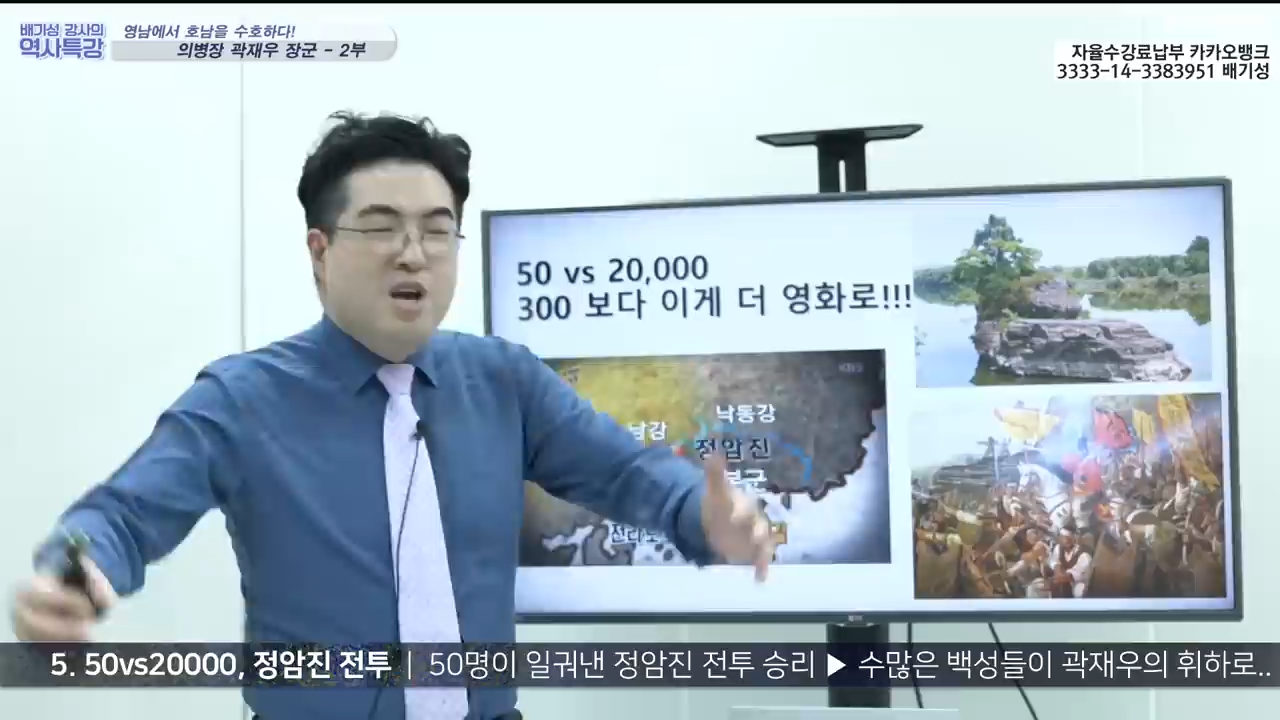 배기성 강사의
역사특강
영남에서 호남을 수호하다!
의병장 곽재우 장군 - 2부
자율수강료납부 카카오뱅크
3333-14-3383951 배기성
50 vs 20,000
300 보다 이게 더 영화로!!!
KBS
낙동강
남강
정암진
5. 50vs20000, 정암진 전투 | 50명이 일궈낸 정암진 전투 승리 ▶ 수많은 백성들이 곽재우의 휘하로..